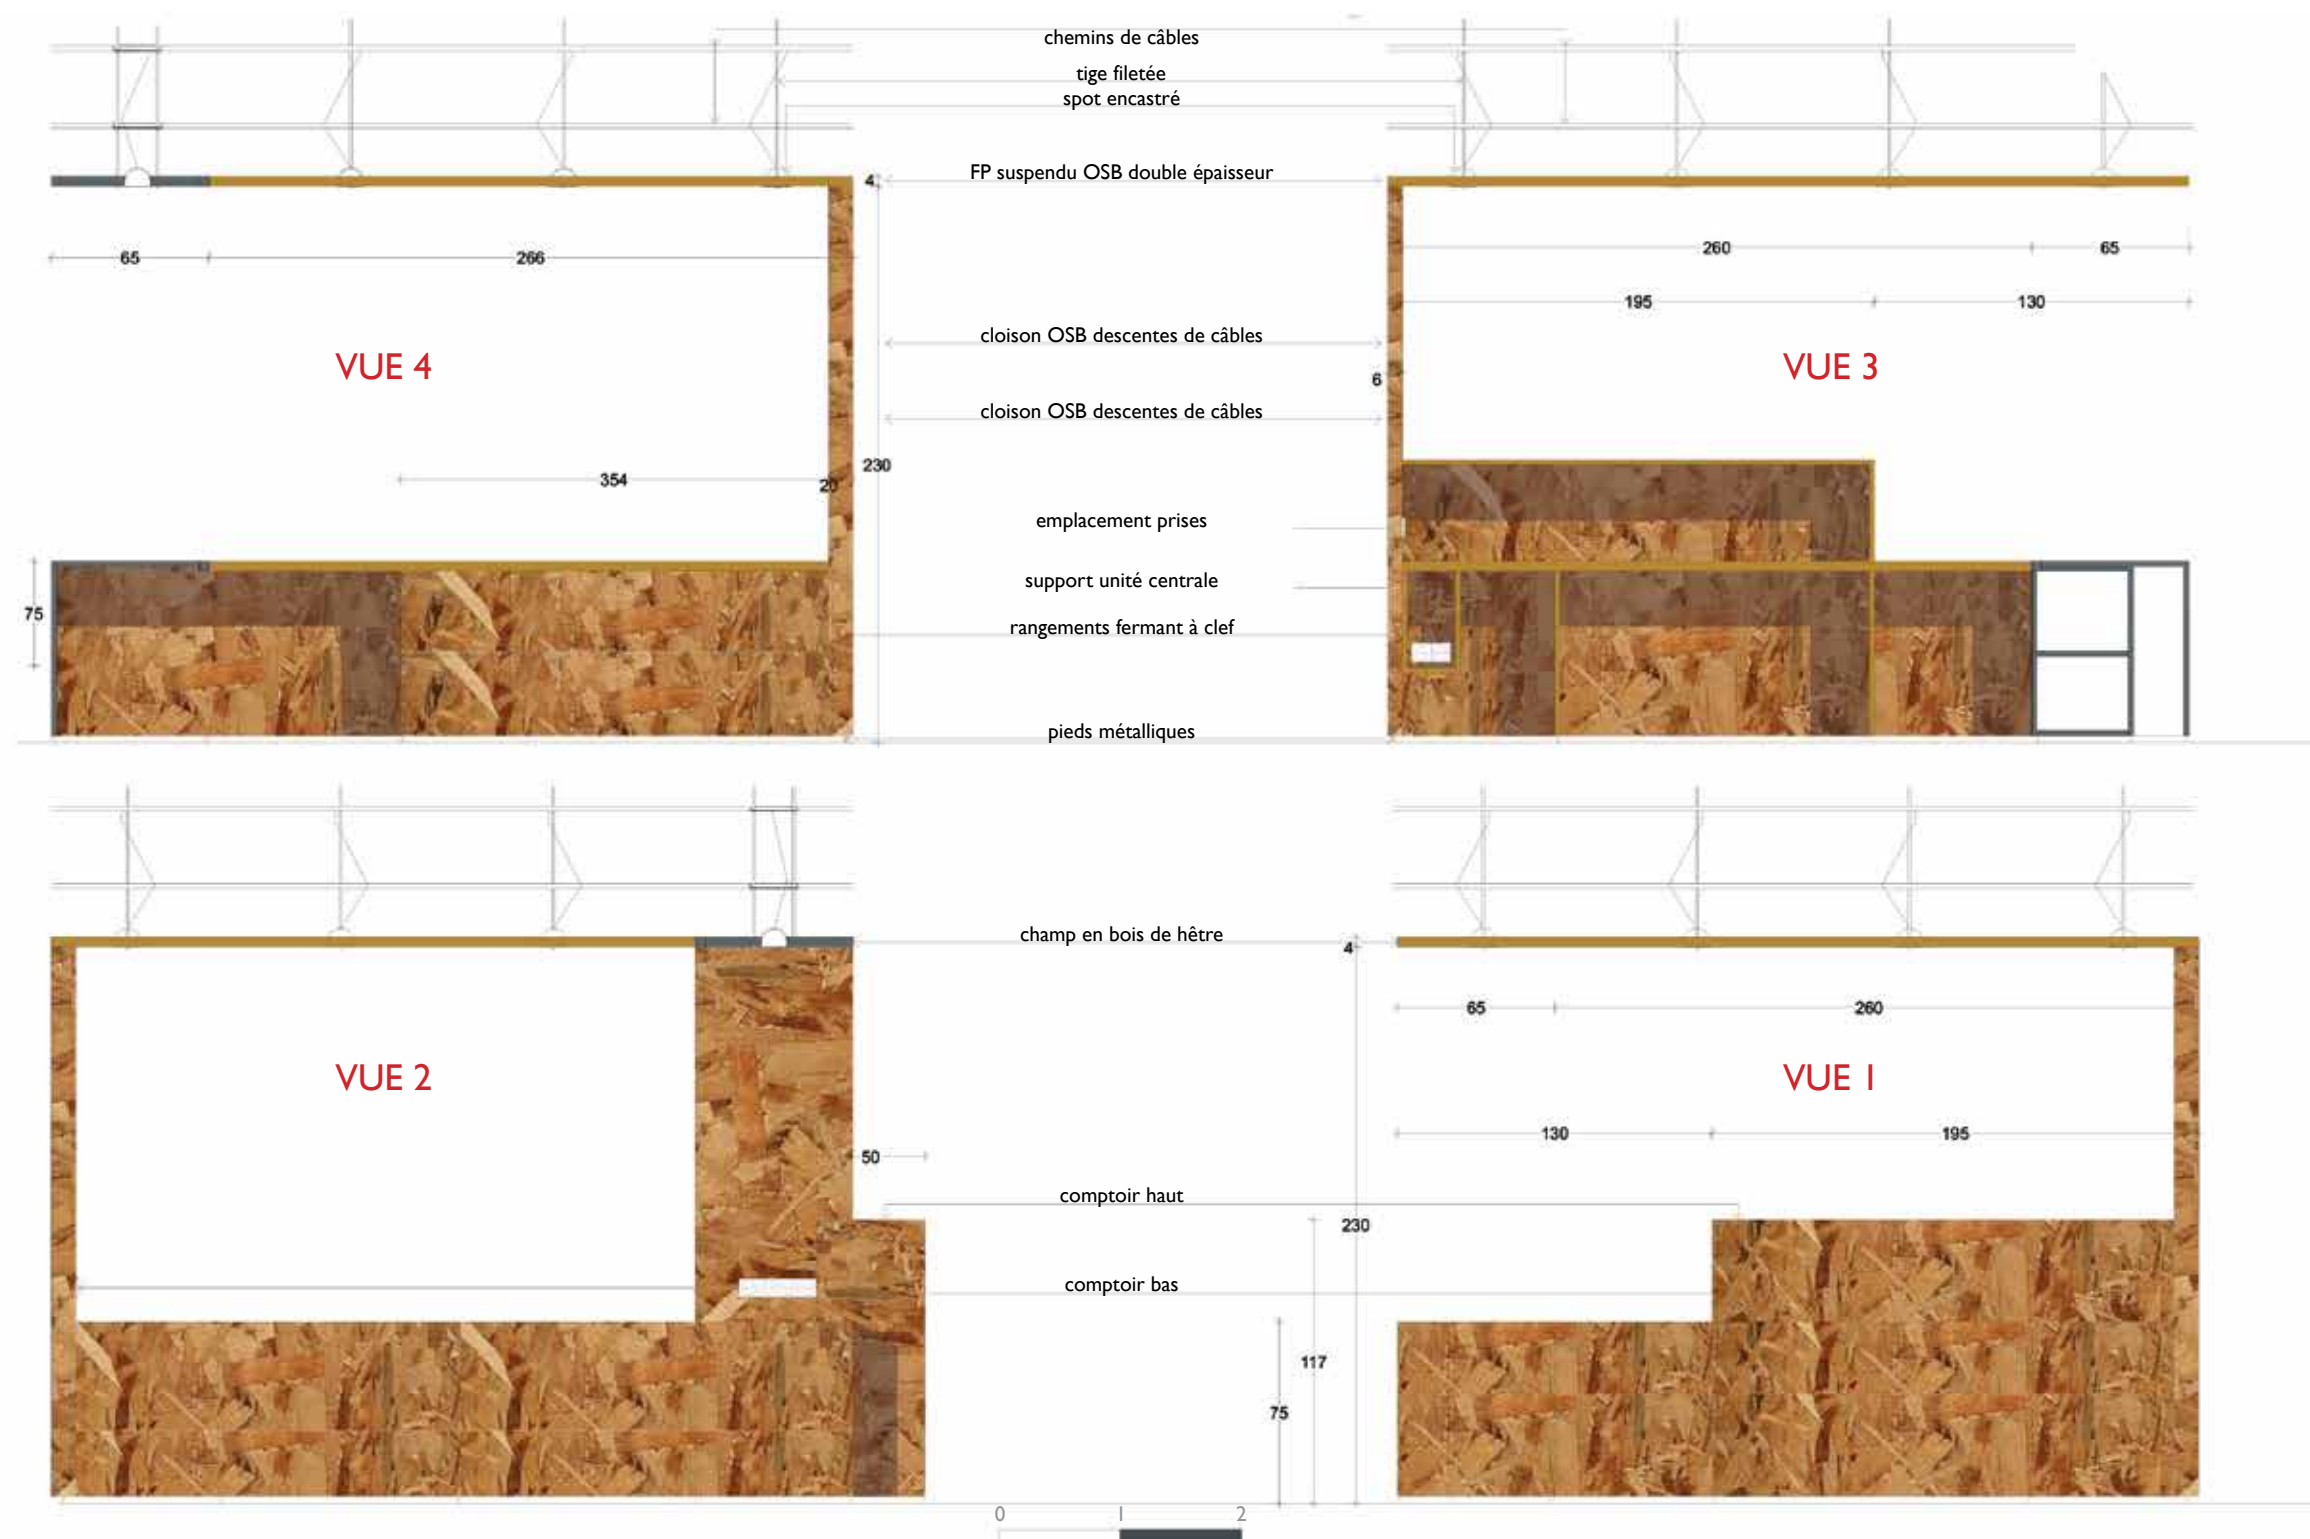 chemins de câbles
tige filetée
spot encastré
FP suspendu OSB double épaisseur
4
65
266
260
65
195
130
cloison OSB descentes de câbles
VUE 4
VUE 3
6
cloison OSB descentes de câbles
230
354
20
emplacement prises
support unité centrale
75
rangements fermant à clef
pieds métalliques
champ en bois de hêtre
4
65
260
VUE 2
VUE 1
130
195
50
comptoir haut
230
comptoir bas
117
75
0 1 2